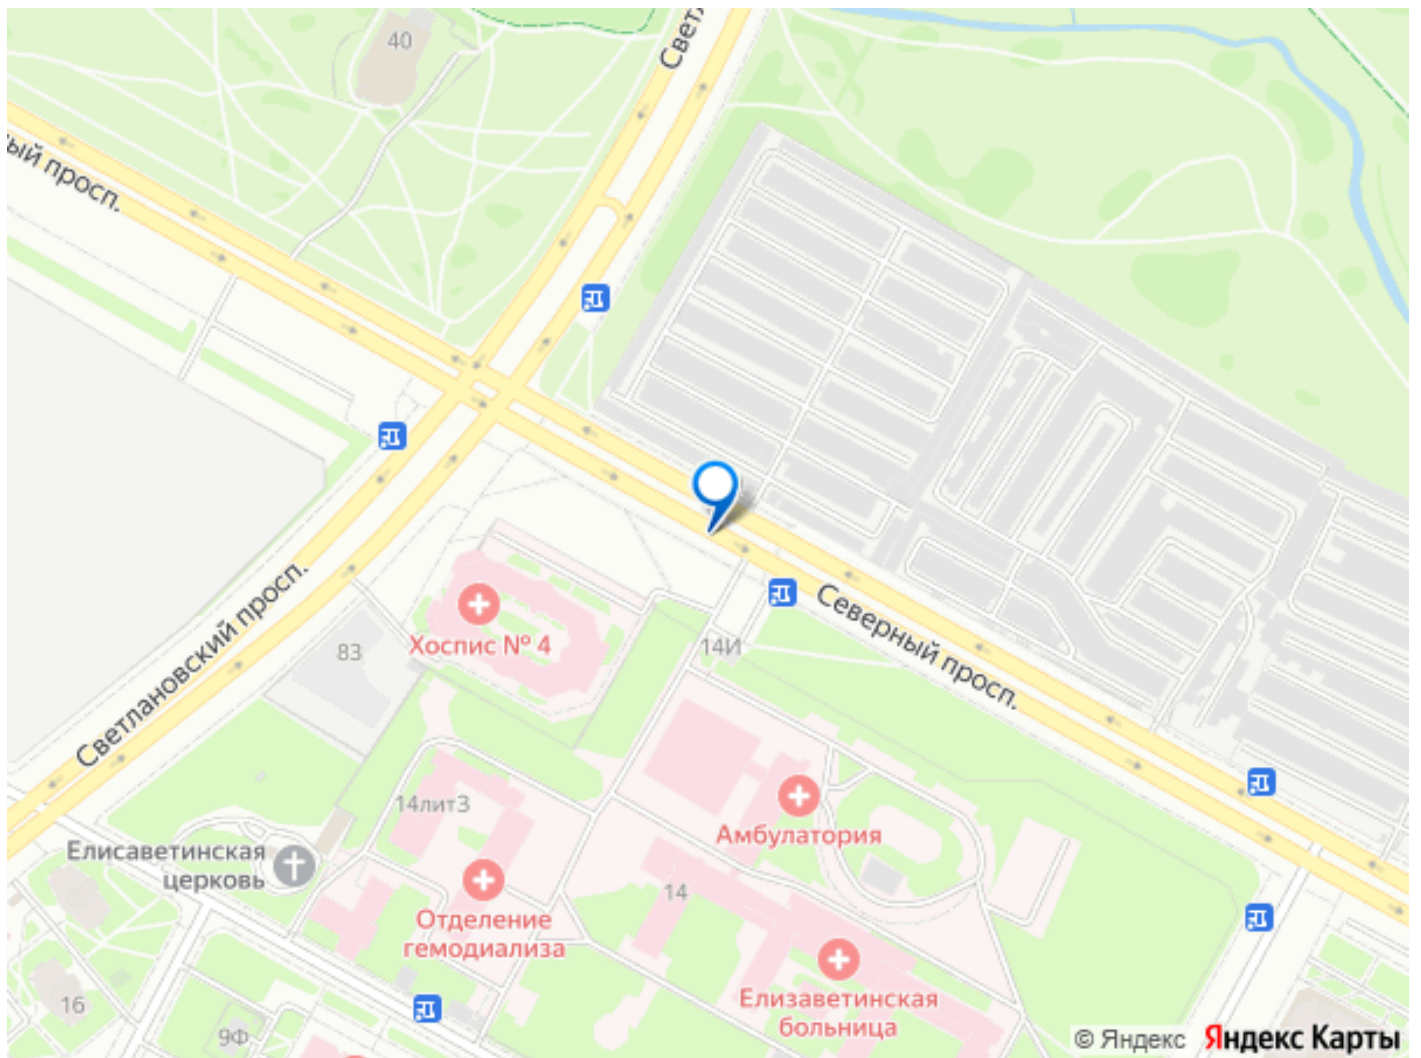 40
Светл
ый просп.
Светлановский просп.
Северный просп.
Хоспис № 4
83
14И
14лит3
Амбулатория
Елисаветинская
церковь
14
Отделение
гемодиализа
16
9Ф
Елизаветинская
больница
© Яндекс Яндекс Карты